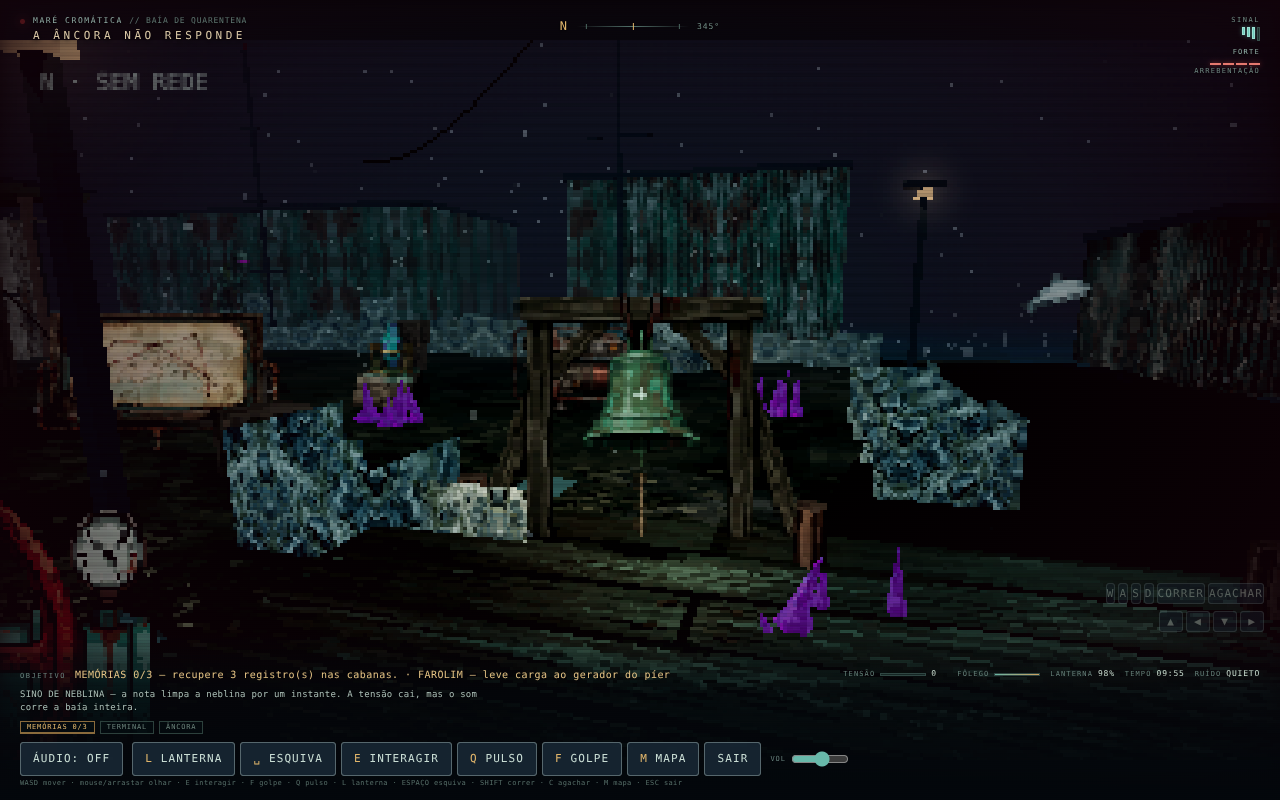 MARÉ CROMÁTICA // BAÍA DE QUARENTENA
A ÂNCORA NÃO RESPONDE
N 345°
SINAL
FORTE
ARREBENTAÇÃO
N · SEM REDE
W A S D CORRER AGACHAR
▲ ◀ ▼ ▶
OBJETIVO MEMÓRIAS 0/3 — recupere 3 registro(s) nas cabanas. · FAROLIM — leve carga ao gerador do píer
TENSÃO 0 FÔLEGO LANTERNA 98% TEMPO 09:55 RUÍDO QUIETO
SINO DE NEBLINA — a nota limpa a neblina por um instante. A tensão cai, mas o som
corre a baía inteira.
MEMÓRIAS 0/3 TERMINAL ÂNCORA
ÁUDIO: OFF L LANTERNA ␣ ESQUIVA E INTERAGIR Q PULSO F GOLPE M MAPA SAIR VOL
WASD mover · mouse/arrastar olhar · E interagir · F golpe · Q pulso · L lanterna · ESPAÇO esquiva · SHIFT correr · C agachar · M mapa · ESC sair